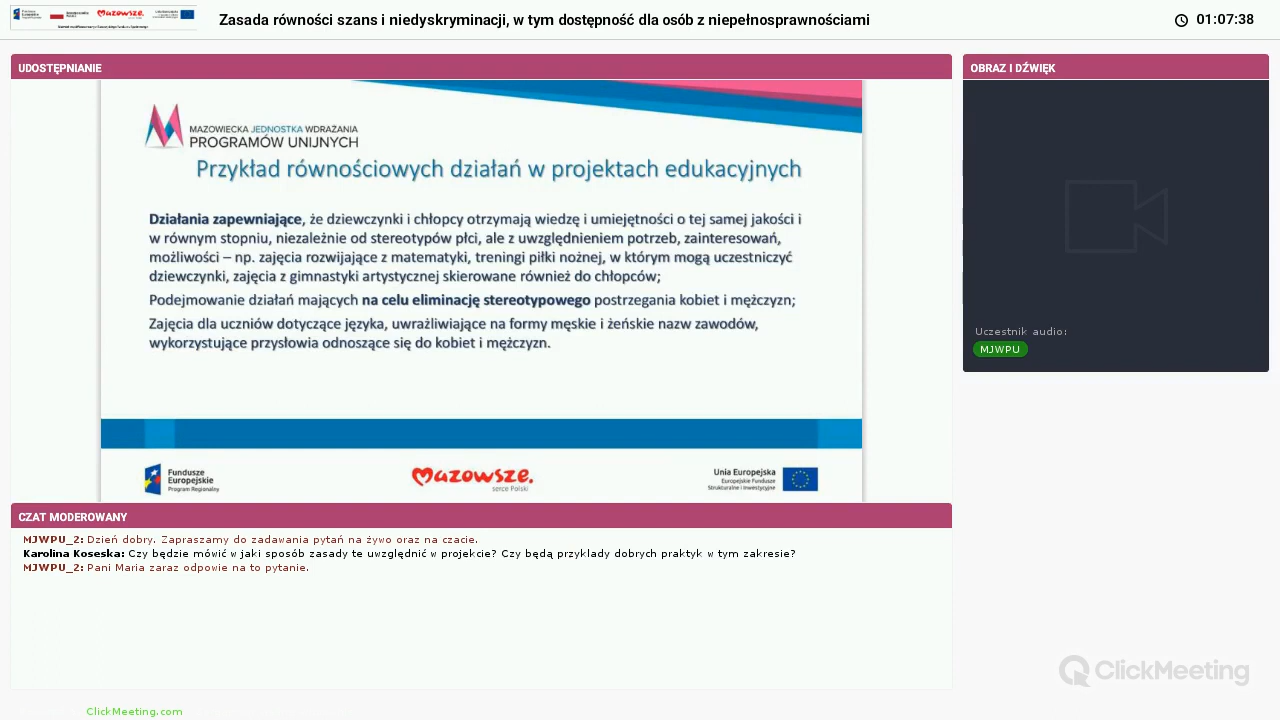 Fundusze Europejskie
Mazowsze.
serce Polski
Zasada równości szans i niedyskryminacji, w tym dostępność dla osób z niepełnosprawnościami
01:07:38
UDOSTĘPNIANIE
OBRAZ I DŹWIĘK
MAZOWIECKA JEDNOSTKA WDRAŻANIA
PROGRAMÓW UNIJNYCH
Przykład równościowych działań w projektach edukacyjnych
Działania zapewniające, że dziewczynki i chłopcy otrzymają wiedzę i umiejętności o tej samej jakości i
w równym stopniu, niezależnie od stereotypów płci, ale z uwzględnieniem potrzeb, zainteresowań,
możliwości – np. zajęcia rozwijające z matematyki, treningi piłki nożnej, w którym mogą uczestniczyć
dziewczynki, zajęcia z gimnastyki artystycznej skierowane również do chłopców;
Podejmowanie działań mających na celu eliminację stereotypowego postrzegania kobiet i mężczyzn;
Zajęcia dla uczniów dotyczące języka, uwrażliwiające na formy męskie i żeńskie nazw zawodów,
wykorzystujące przysłowia odnoszące się do kobiet i mężczyzn.
Uczestnik audio:
MJWPU
Fundusze
Europejskie
Program Regionalny
Mazowsze.
serce Polski
Unia Europejska
Europejskie Fundusze
Strukturalne i Inwestycyjne
CZAT MODEROWANY
MJWPU_2: Dzień dobry. Zapraszamy do zadawania pytań na żywo oraz na czacie.
Karolina Koseska: Czy będzie mówić w jaki sposób zasady te uwzględnić w projekcie? Czy będą przyklady dobrych praktyk w tym zakresie?
MJWPU_2: Pani Maria zaraz odpowie na to pytanie.
ClickMeeting
ClickMeeting.com